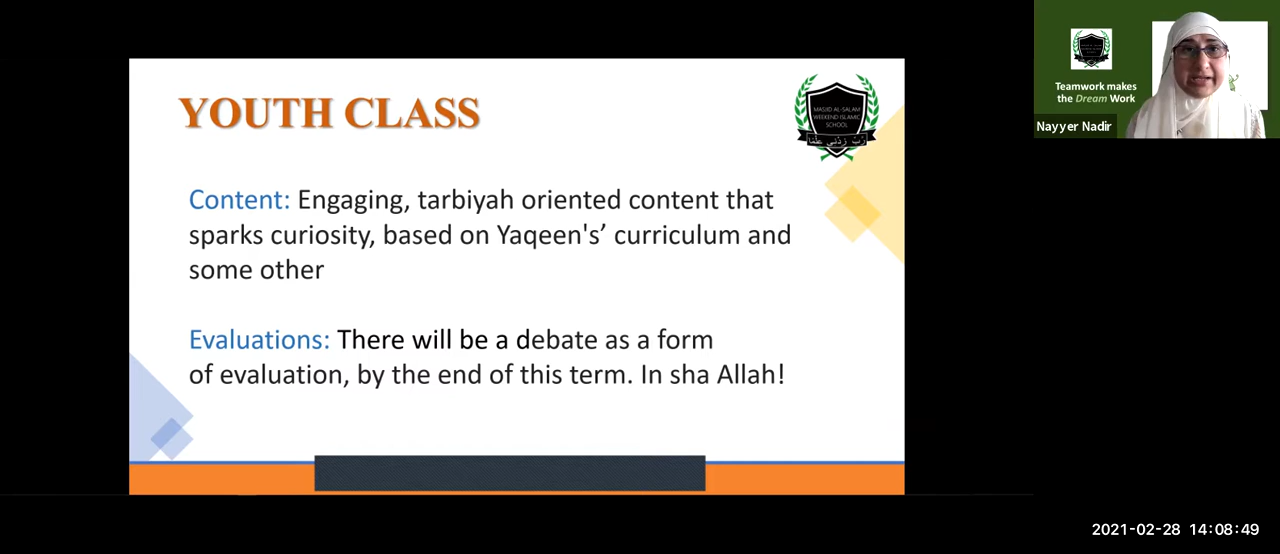 YOUTH CLASS
MASJID AL-SALAM
WEEKEND ISLAMIC
SCHOOL
رَبِّ زِدْنِي عِلْمًا
Content: Engaging, tarbiyah oriented content that
sparks curiosity, based on Yaqeen's’ curriculum and
some other
Evaluations: There will be a debate as a form
of evaluation, by the end of this term. In sha Allah!
Teamwork makes
the Dream Work
Nayyer Nadir
2021-02-28 14:08:49